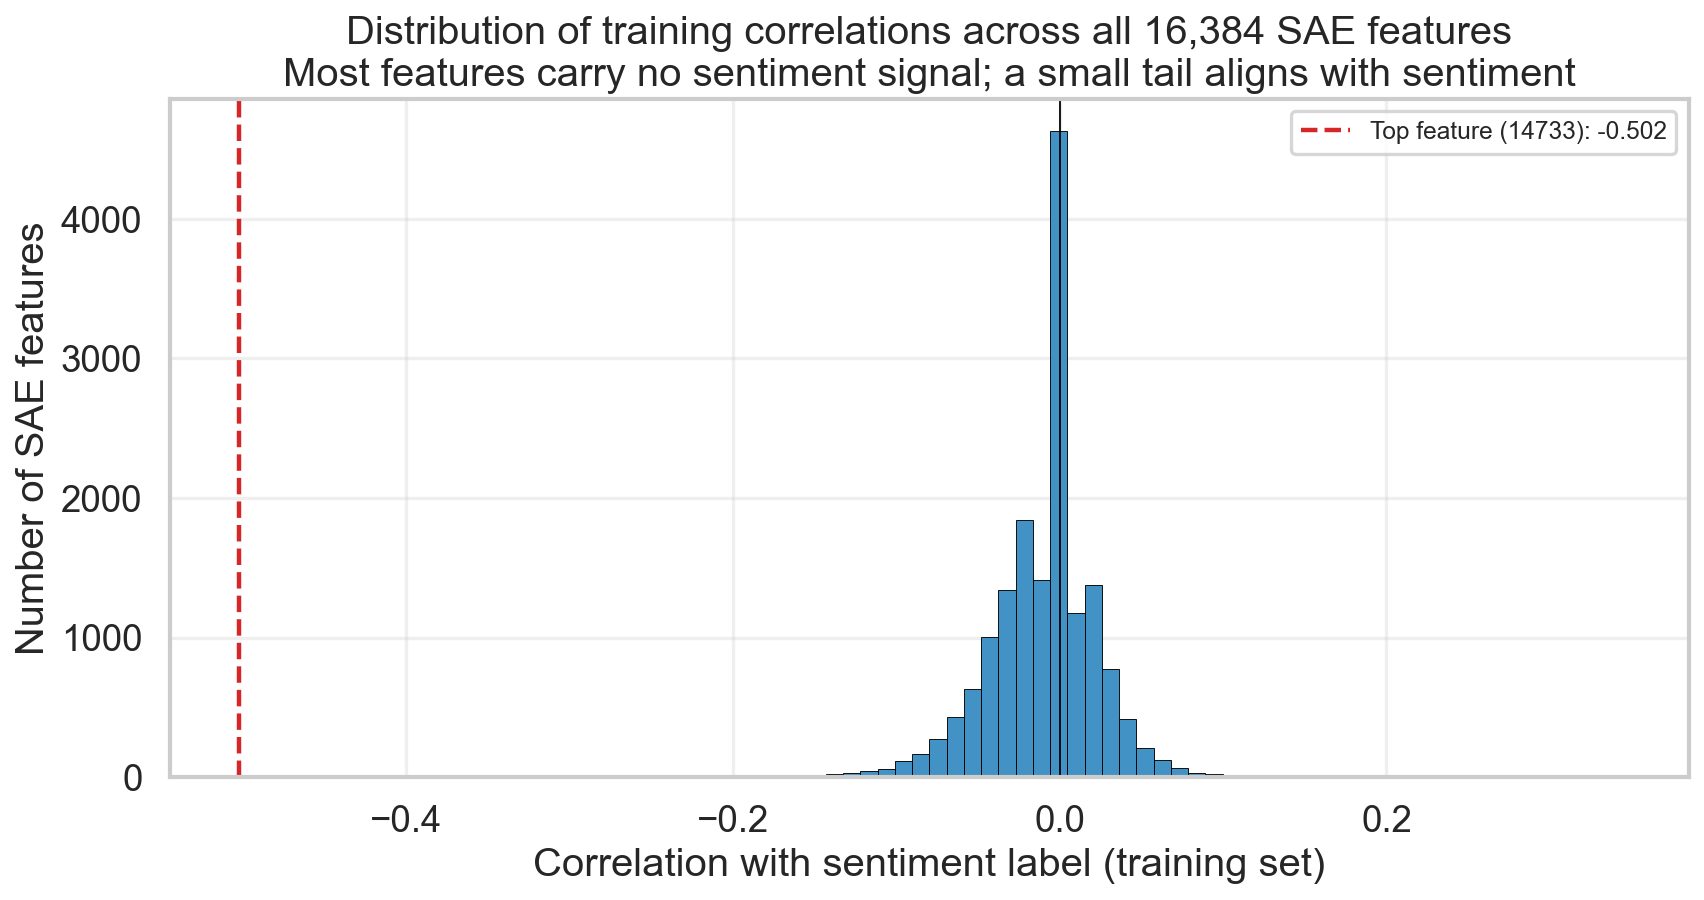 Distribution of training correlations across all 16,384 SAE features
Most features carry no sentiment signal; a small tail aligns with sentiment
Top feature (14733): -0.502
Number of SAE features
4000
3000
2000
1000
0
−0.4
−0.2
0.0
0.2
Correlation with sentiment label (training set)